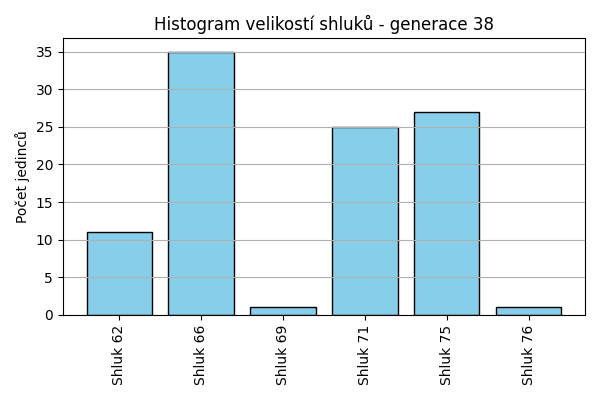 Histogram velikostí shluků - generace 38
Počet jedinců
35
30
25
20
15
10
5
0
Shluk 62
Shluk 66
Shluk 69
Shluk 71
Shluk 75
Shluk 76